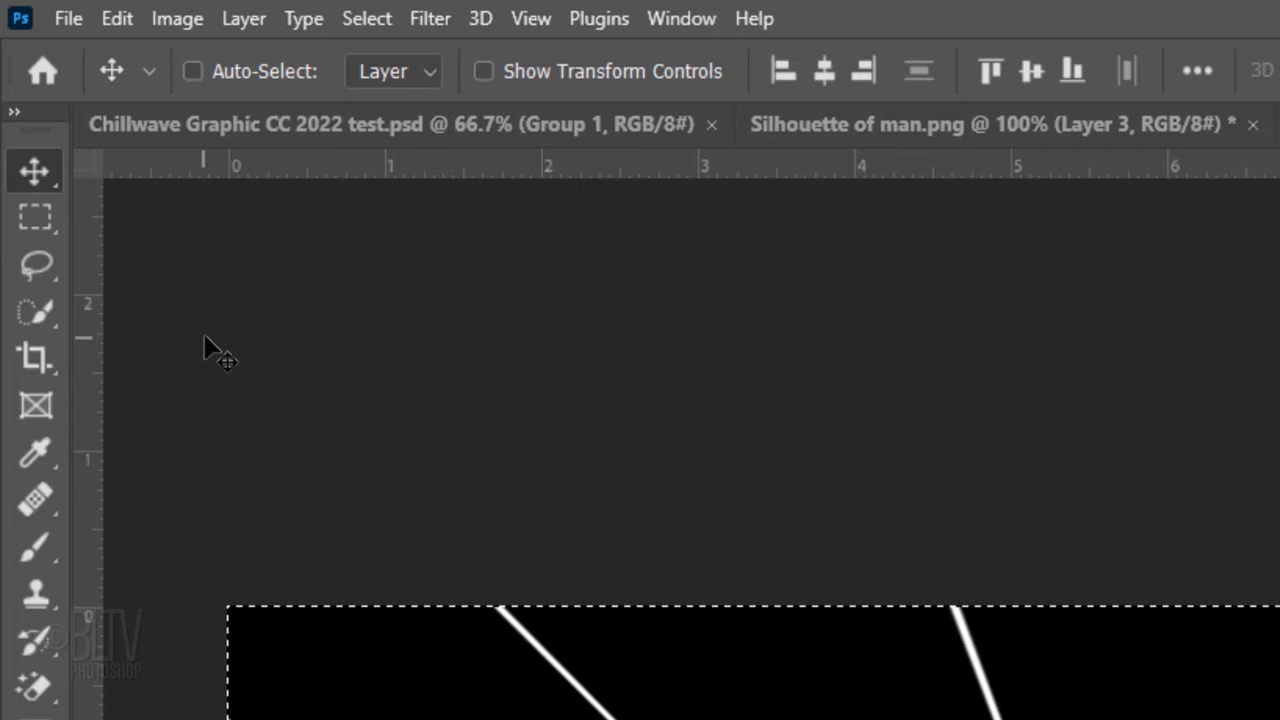 Ps File Edit Image Layer Type Select Filter 3D View Plugins Window Help
Auto-Select: Layer Show Transform Controls 3D
Chillwave Graphic CC 2022 test.psd @ 66.7% (Group 1, RGB/8#) × Silhouette of man.png @ 100% (Layer 3, RGB/8#) * ×
0 1 2 3 4 5 6
2
1
0
©BLTV
PHOTOSHOP